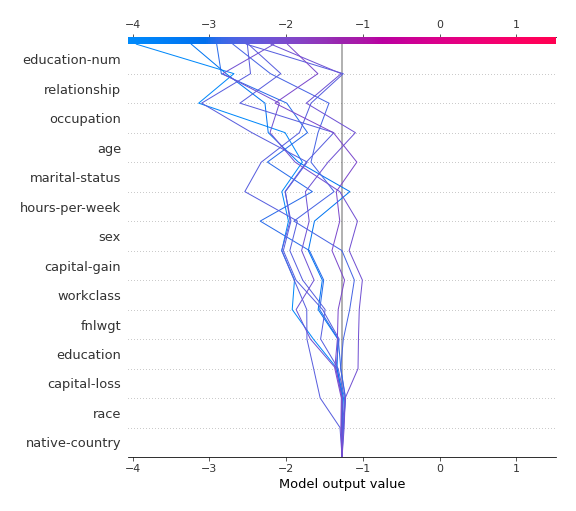 −4 −3 −2 −1 0 1
education-num
relationship
occupation
age
marital-status
hours-per-week
sex
capital-gain
workclass
fnlwgt
education
capital-loss
race
native-country
−4 −3 −2 −1 0 1
Model output value